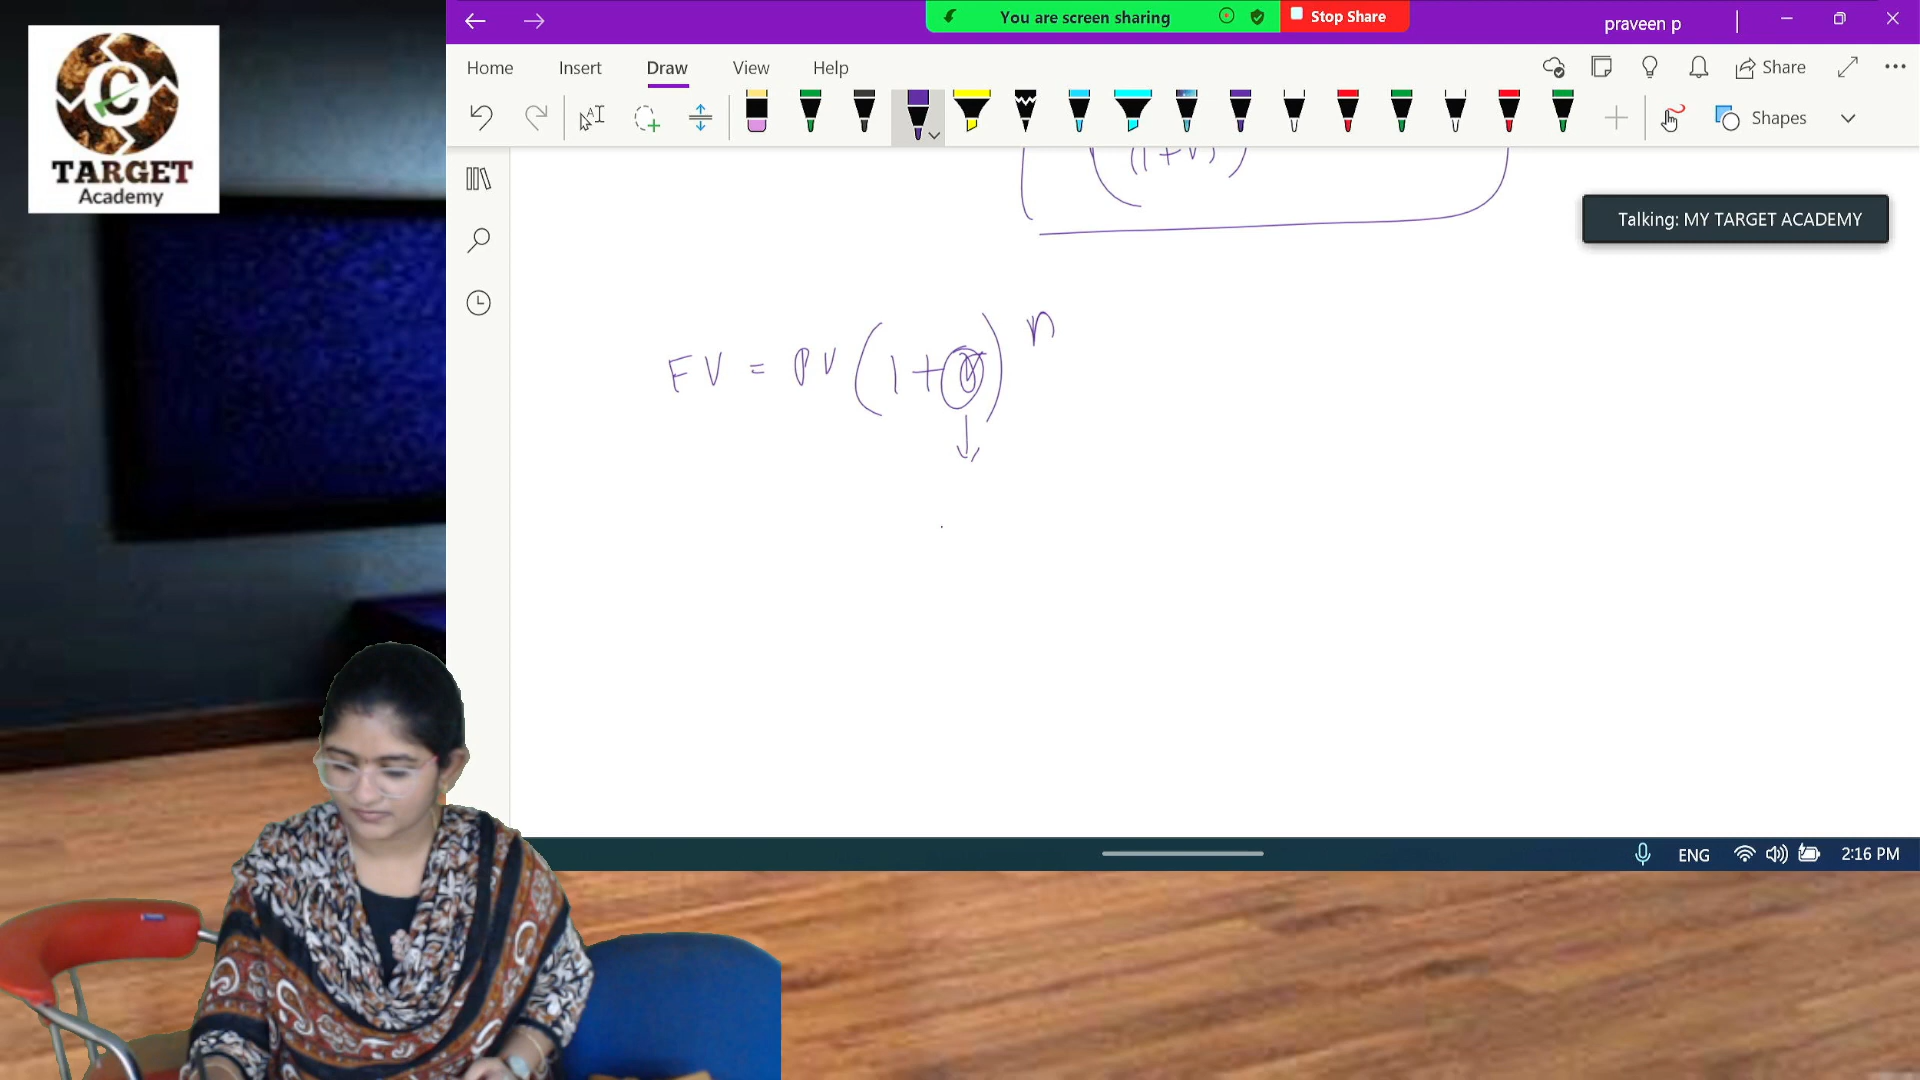 You are screen sharing
Stop Share
praveen p
Home Insert Draw View Help
Share
Shapes
C
TARGET
Academy
(1+r)
Talking: MY TARGET ACADEMY
FV = PV (1+r)^n
ENG
2:16 PM